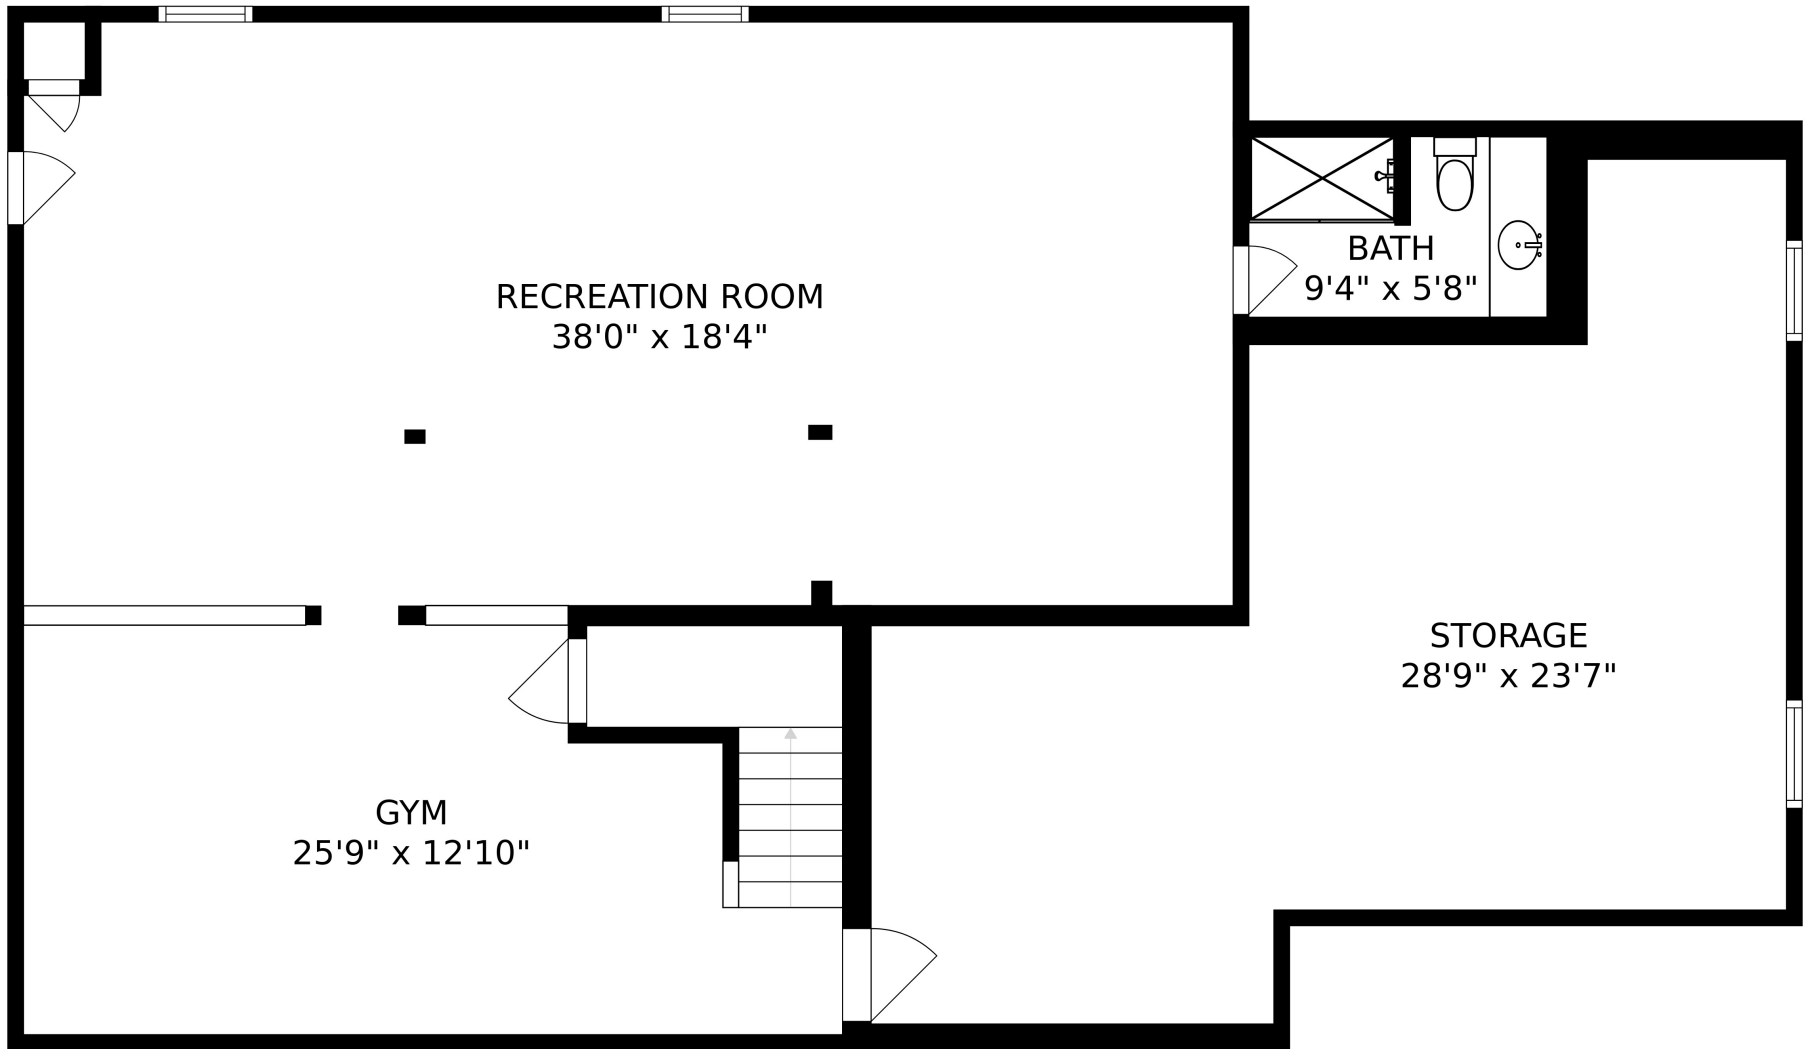 RECREATION ROOM
38'0" x 18'4"
BATH
9'4" x 5'8"
STORAGE
28'9" x 23'7"
GYM
25'9" x 12'10"